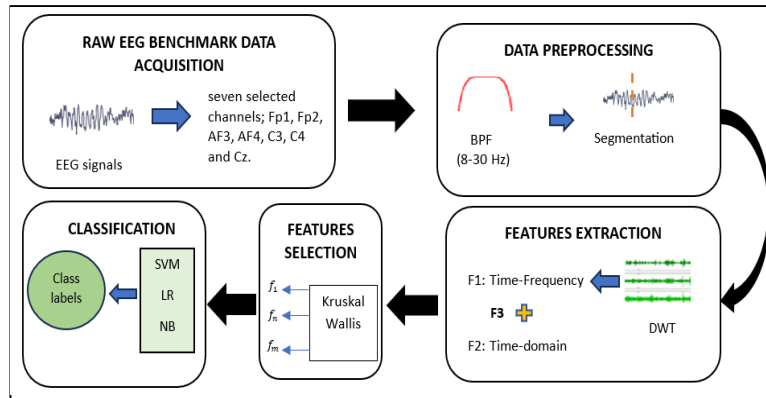 RAW EEG BENCHMARK DATA
ACQUISITION
EEG signals
seven selected
channels; Fp1, Fp2,
AF3, AF4, C3, C4
and Cz.
DATA PREPROCESSING
BPF
(8-30 Hz)
Segmentation
FEATURES EXTRACTION
F1: Time-Frequency
F3
F2: Time-domain
DWT
FEATURES
SELECTION
f1
fn
fm
Kruskal
Wallis
CLASSIFICATION
Class
labels
SVM
LR
NB